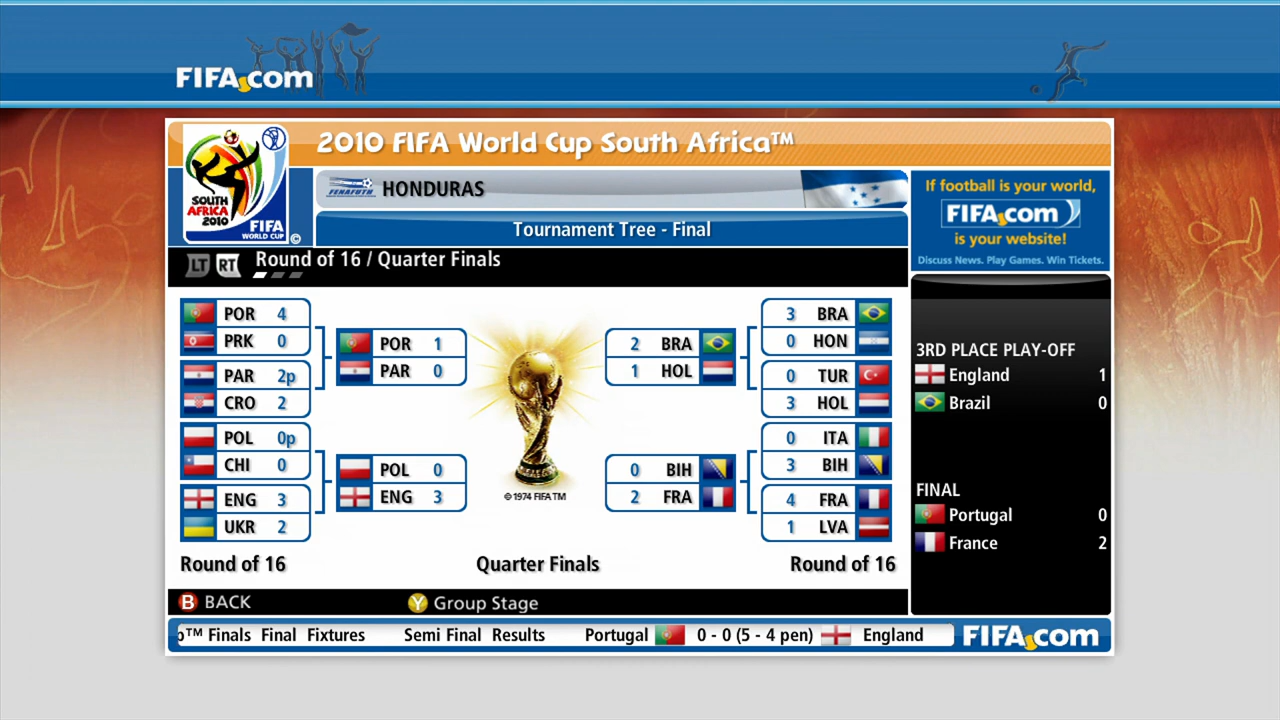 FIFA.com
2010 FIFA World Cup South Africa™
SOUTH
AFRICA
2010
FIFA
WORLD CUP
©
FENAFUTH
HONDURAS
Tournament Tree - Final
If football is your world,
FIFA.com
is your website!
Discuss News. Play Games. Win Tickets.
LT RT Round of 16 / Quarter Finals
POR 4
PRK 0
PAR 2p
CRO 2
POL 0p
CHI 0
ENG 3
UKR 2
Round of 16
POR 1
PAR 0
POL 0
ENG 3
© 1974 FIFA TM
Quarter Finals
2 BRA
1 HOL
0 BIH
2 FRA
3 BRA
0 HON
0 TUR
3 HOL
0 ITA
3 BIH
4 FRA
1 LVA
Round of 16
3RD PLACE PLAY-OFF
England 1
Brazil 0
FINAL
Portugal 0
France 2
B BACK
Y Group Stage
p™ Finals Final Fixtures Semi Final Results Portugal 0 - 0 (5 - 4 pen) England
FIFA.com